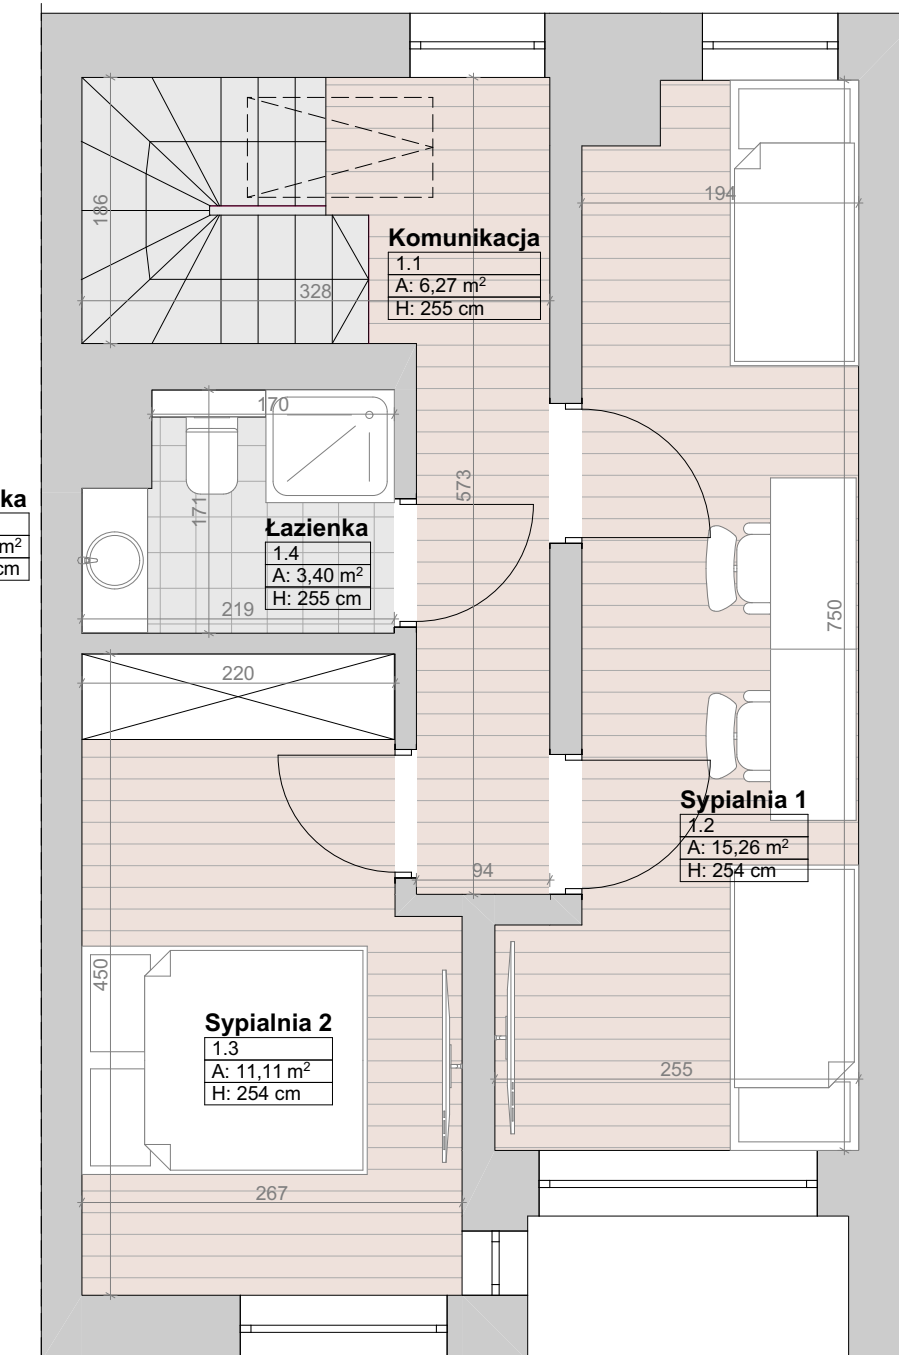 194
186
Komunikacja
1.1
A: 6,27 m²
H: 255 cm
328
170
573
171
ka
m²
cm
Łazienka
1.4
A: 3,40 m²
H: 255 cm
219
750
220
Sypialnia 1
1.2
A: 15,26 m²
H: 254 cm
94
450
Sypialnia 2
1.3
A: 11,11 m²
H: 254 cm
255
267